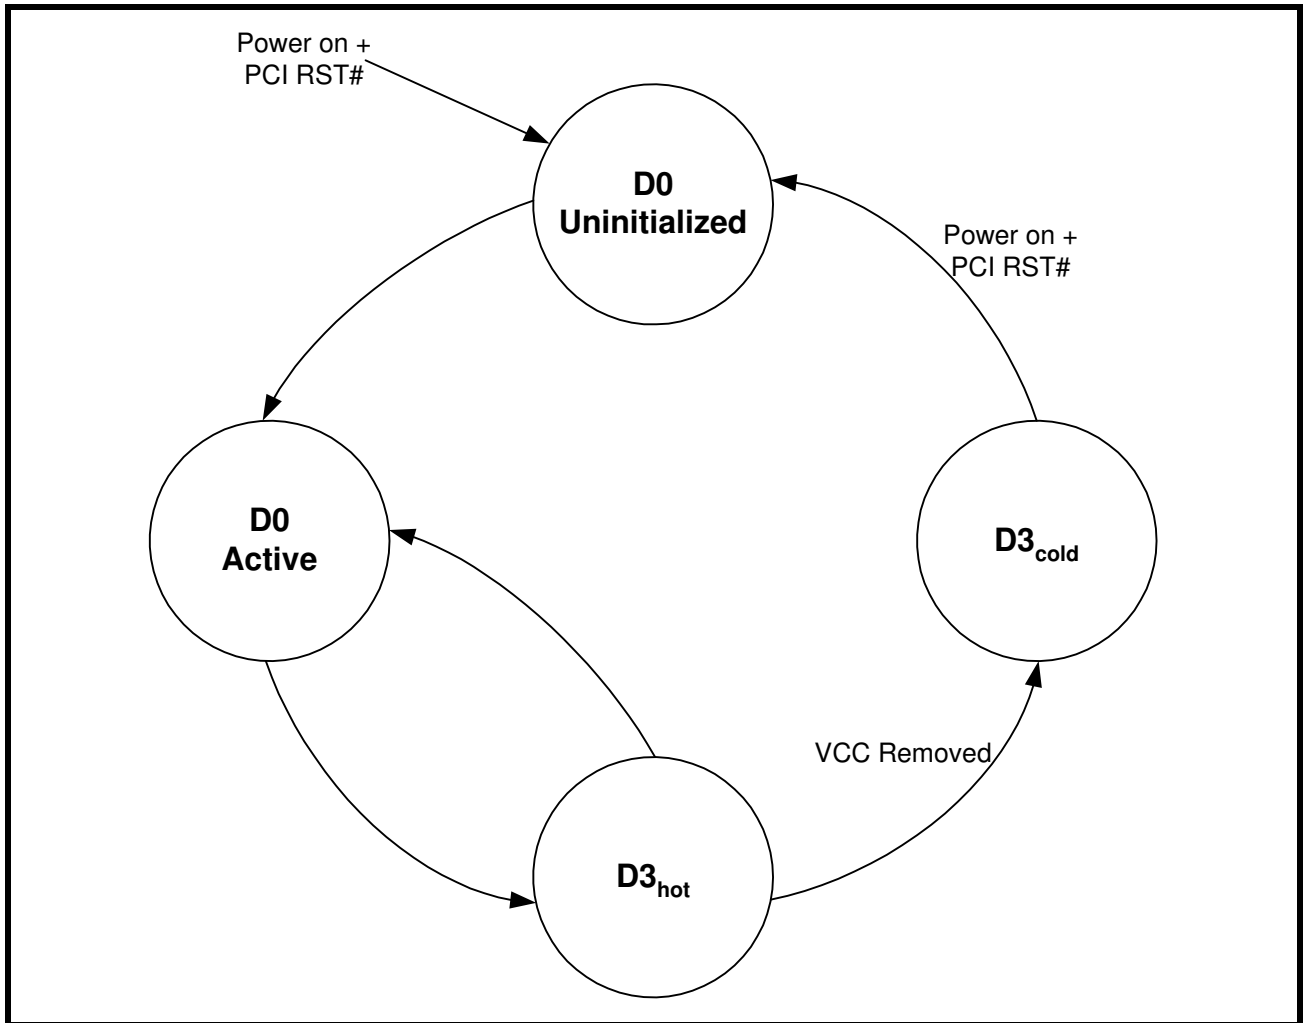 Power on +
PCI RST#
D0
Uninitialized
Power on +
PCI RST#
D0
Active
D3cold
VCC Removed
D3hot